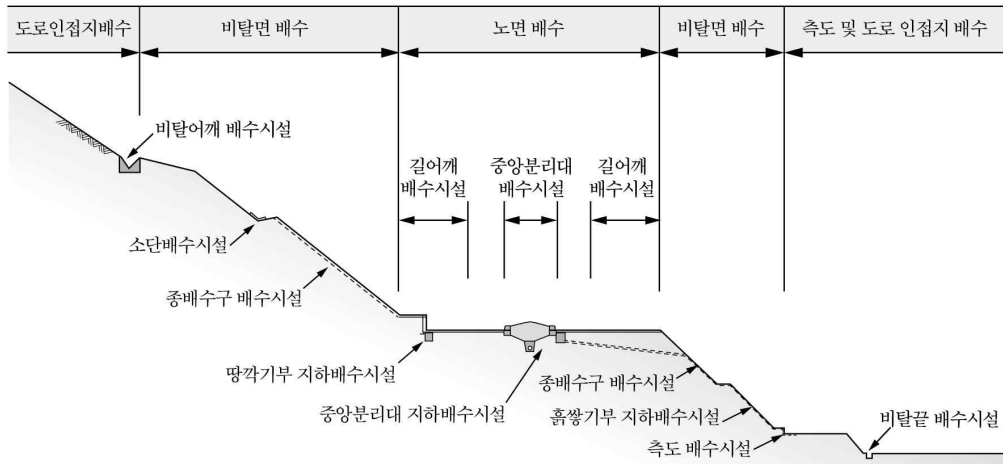 도로인접지배수
비탈면 배수
노면 배수
비탈면 배수
측도 및 도로 인접지 배수
비탈어깨 배수시설
길어깨
배수시설
중앙분리대
배수시설
길어깨
배수시설
소단배수시설
종배수구 배수시설
땅깍기부 지하배수시설
중앙분리대 지하배수시설
종배수구 배수시설
흙쌓기부 지하배수시설
측도 배수시설
비탈끝 배수시설